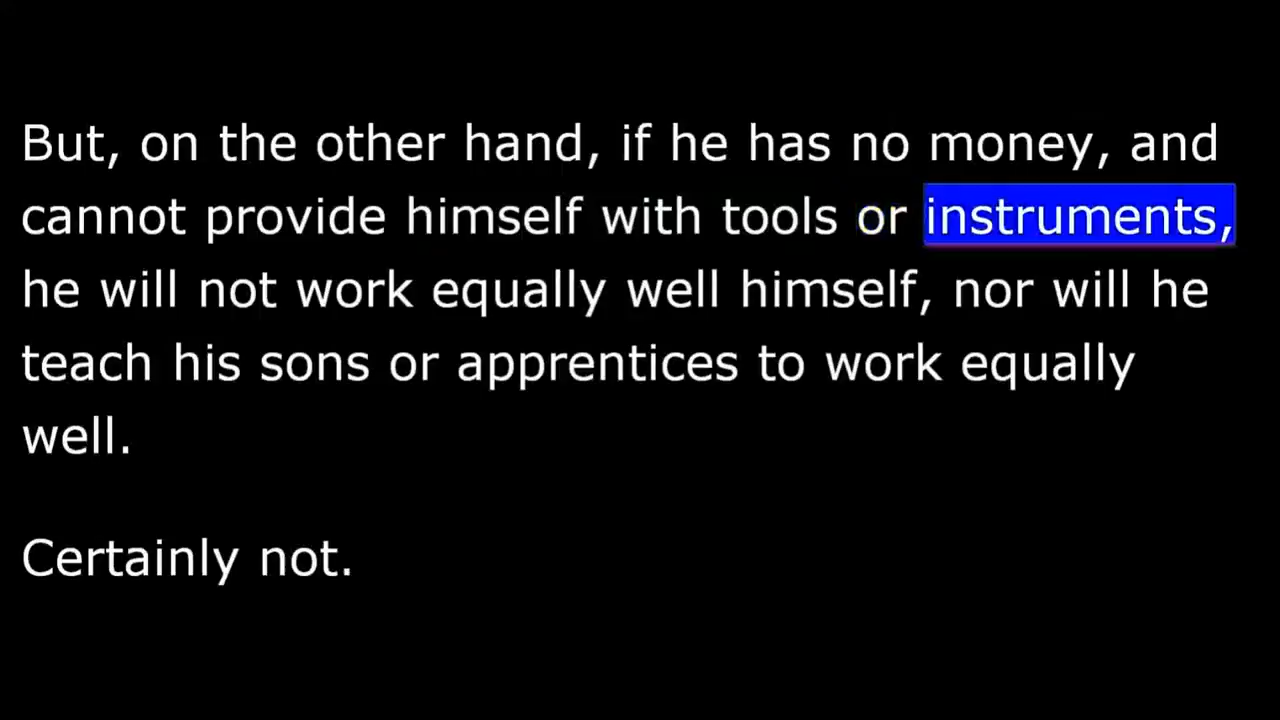 But, on the other hand, if he has no money, and
cannot provide himself with tools or instruments,
he will not work equally well himself, nor will he
teach his sons or apprentices to work equally
well.
Certainly not.